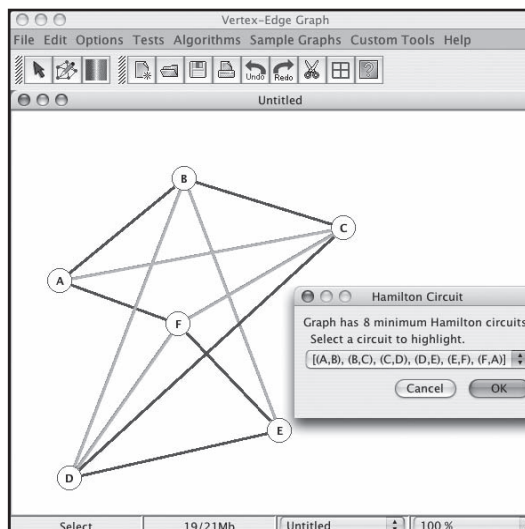 Vertex-Edge Graph
File Edit Options Tests Algorithms Sample Graphs Custom Tools Help
Undo Redo ?
Untitled
B
C
A
F
E
D
Hamilton Circuit
Graph has 8 minimum Hamilton circuits
Select a circuit to highlight.
[(A,B), (B,C), (C,D), (D,E), (E,F), (F,A)]
Cancel OK
Select 19/21Mb Untitled 100 %